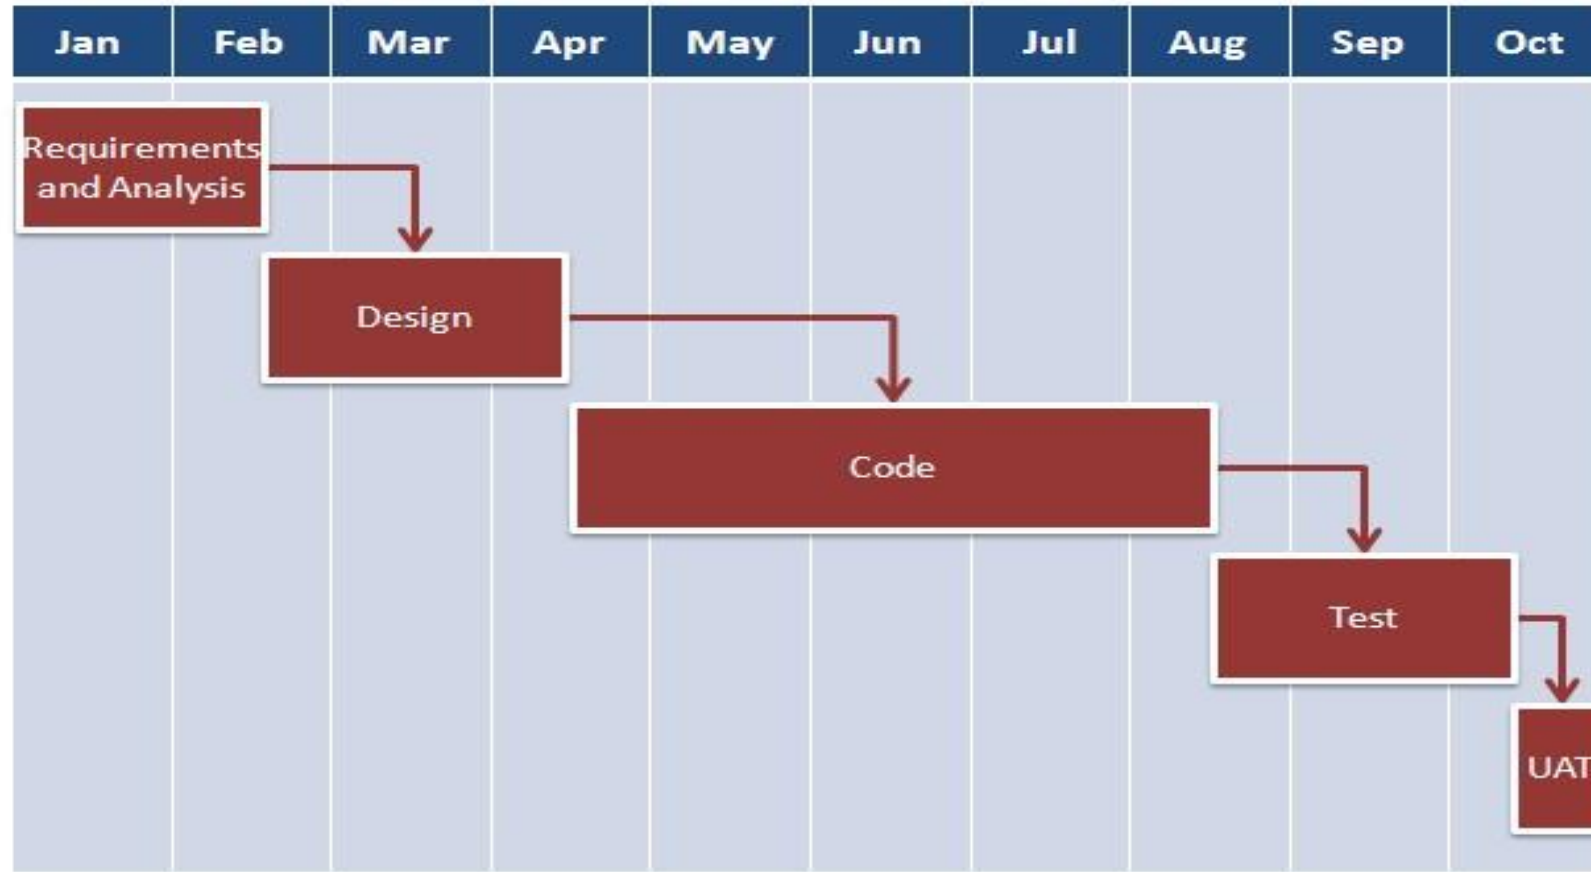 Jan Feb Mar Apr May Jun Jul Aug Sep Oct
Requirements
and Analysis
Design
Code
Test
UAT